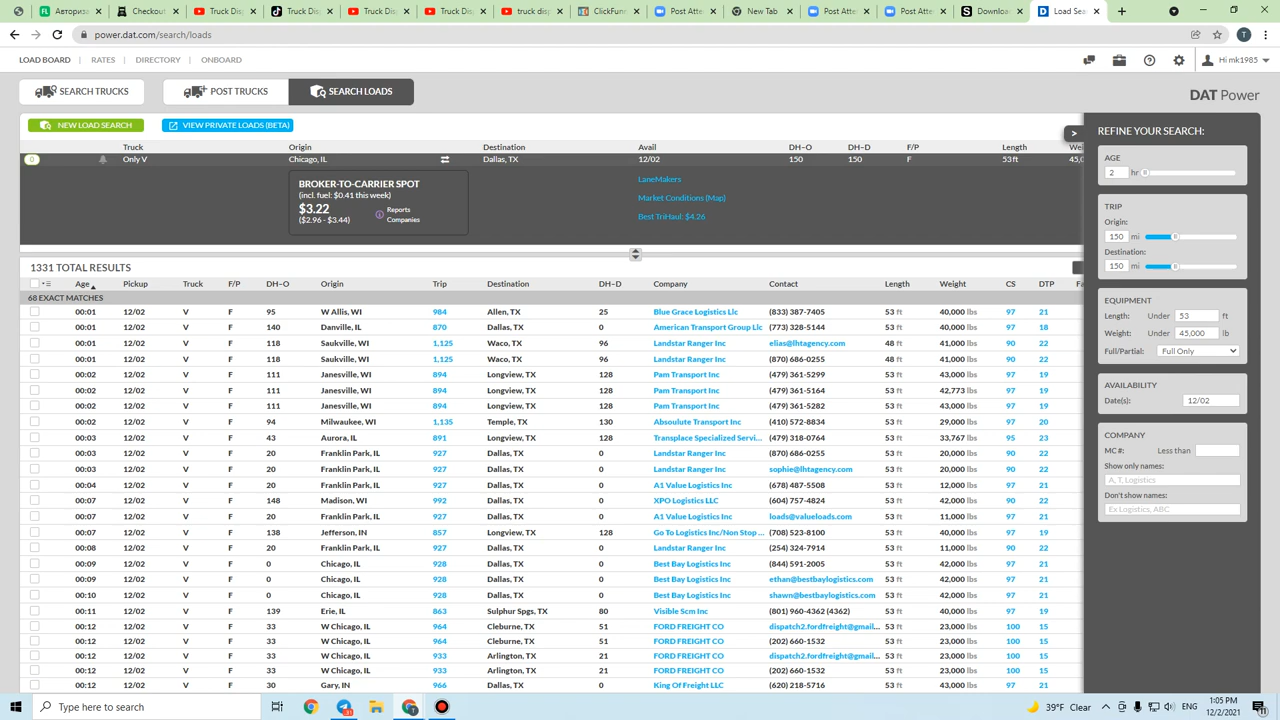 Aperovap:
Checkout
Truck Disp
Truck Disp
Truck Disp
Truck Disp
truck disp
ClickFun
Post Atte
New Tab
Post Atte
Post Atte
Downloa
Load Sea
power.dat.com/search/loads
T
LOAD BOARD RATES DIRECTORY ONBOARD Hi mk1985
SEARCH TRUCKS POST TRUCKS SEARCH LOADS DAT Power
NEW LOAD SEARCH VIEW PRIVATE LOADS (BETA)
Truck Origin Destination Avail DH–O DH–D F/P Length Wei
0 Only V Chicago, IL Dallas, TX 12/02 150 150 F 53 ft 45,0
BROKER-TO-CARRIER SPOT
(incl. fuel: $0.41 this week)
$3.22
($2.96 - $3.44)
Reports
Companies
LaneMakers
Market Conditions (Map)
Best TriHaul: $4.26
1331 TOTAL RESULTS
Age Pickup Truck F/P DH–O Origin Trip Destination DH–D Company Contact Length Weight CS DTP Fa
68 EXACT MATCHES
00:01 12/02 V F 95 W Allis, WI 984 Allen, TX 25 Blue Grace Logistics Llc (833) 387-7405 53 ft 40,000 lbs 97 21
00:01 12/02 V F 140 Danville, IL 870 Dallas, TX 0 American Transport Group Llc (773) 328-5144 53 ft 40,000 lbs 97 18
00:01 12/02 V F 118 Saukville, WI 1,125 Waco, TX 96 Landstar Ranger Inc elias@lhtagency.com 48 ft 41,000 lbs 90 22
00:01 12/02 V F 118 Saukville, WI 1,125 Waco, TX 96 Landstar Ranger Inc (870) 686-0255 48 ft 41,000 lbs 90 22
00:02 12/02 V F 111 Janesville, WI 894 Longview, TX 128 Pam Transport Inc (479) 361-5299 53 ft 43,000 lbs 97 19
00:02 12/02 V F 111 Janesville, WI 894 Longview, TX 128 Pam Transport Inc (479) 361-5164 53 ft 42,773 lbs 97 19
00:02 12/02 V F 111 Janesville, WI 894 Longview, TX 128 Pam Transport Inc (479) 361-5282 53 ft 43,000 lbs 97 19
00:02 12/02 V F 94 Milwaukee, WI 1,135 Temple, TX 130 Absoulute Transport Inc (410) 572-8834 53 ft 29,000 lbs 97 20
00:03 12/02 V F 43 Aurora, IL 891 Longview, TX 128 Transplace Specialized Servi... (479) 318-0764 53 ft 33,767 lbs 95 23
00:03 12/02 V F 20 Franklin Park, IL 927 Dallas, TX 0 Landstar Ranger Inc (870) 686-0255 53 ft 20,000 lbs 90 22
00:03 12/02 V F 20 Franklin Park, IL 927 Dallas, TX 0 Landstar Ranger Inc sophie@lhtagency.com 53 ft 20,000 lbs 90 22
00:04 12/02 V F 20 Franklin Park, IL 927 Dallas, TX 0 A1 Value Logistics Inc (678) 487-5508 53 ft 12,000 lbs 97 21
00:07 12/02 V F 148 Madison, WI 992 Dallas, TX 0 XPO Logistics LLC (604) 757-4824 53 ft 40,000 lbs 90 22
00:07 12/02 V F 20 Franklin Park, IL 927 Dallas, TX 0 A1 Value Logistics Inc loads@valueloads.com 53 ft 11,000 lbs 97 21
00:07 12/02 V F 138 Jefferson, IN 857 Longview, TX 128 Go To Logistics Inc/Non Stop ... (708) 523-8100 53 ft 40,000 lbs 97 19
00:08 12/02 V F 20 Franklin Park, IL 927 Dallas, TX 0 Landstar Ranger Inc (254) 324-7914 53 ft 11,000 lbs 90 22
00:09 12/02 V F 0 Chicago, IL 928 Dallas, TX 0 Best Bay Logistics Inc (844) 591-2005 53 ft 42,000 lbs 97 21
00:09 12/02 V F 0 Chicago, IL 928 Dallas, TX 0 Best Bay Logistics Inc ethan@bestbaylogistics.com 53 ft 42,000 lbs 97 21
00:10 12/02 V F 0 Chicago, IL 928 Dallas, TX 0 Best Bay Logistics Inc shawn@bestbaylogistics.com 53 ft 42,000 lbs 97 21
00:11 12/02 V F 139 Erie, IL 863 Sulphur Spgs, TX 80 Visible Scm Inc (801) 960-4362 (4362) 53 ft 40,000 lbs 97 19
00:12 12/02 V F 33 W Chicago, IL 964 Cleburne, TX 51 FORD FREIGHT CO dispatch2.fordfreight@gmail... 53 ft 23,000 lbs 100 15
00:12 12/02 V F 33 W Chicago, IL 964 Cleburne, TX 51 FORD FREIGHT CO (202) 660-1532 53 ft 23,000 lbs 100 15
00:12 12/02 V F 33 W Chicago, IL 933 Arlington, TX 21 FORD FREIGHT CO dispatch2.fordfreight@gmail... 53 ft 23,000 lbs 100 15
00:12 12/02 V F 33 W Chicago, IL 933 Arlington, TX 21 FORD FREIGHT CO (202) 660-1532 53 ft 23,000 lbs 100 15
00:12 12/02 V F 30 Gary, IN 966 Dallas, TX 0 King Of Freight LLC (620) 218-5716 53 ft 40,000 lbs 97 21
REFINE YOUR SEARCH:
AGE
2 hr
TRIP
Origin:
150 mi
Destination:
150 mi
EQUIPMENT
Length: Under 53 ft
Weight: Under 45,000 lb
Full/Partial: Full Only
AVAILABILITY
Date(s): 12/02
COMPANY
MC #: Less than
Show only names:
A, T, Logistics
Don't show names:
Ex Logistics, ABC
Type here to search
39°F Clear
ENG
1:05 PM
12/2/2021